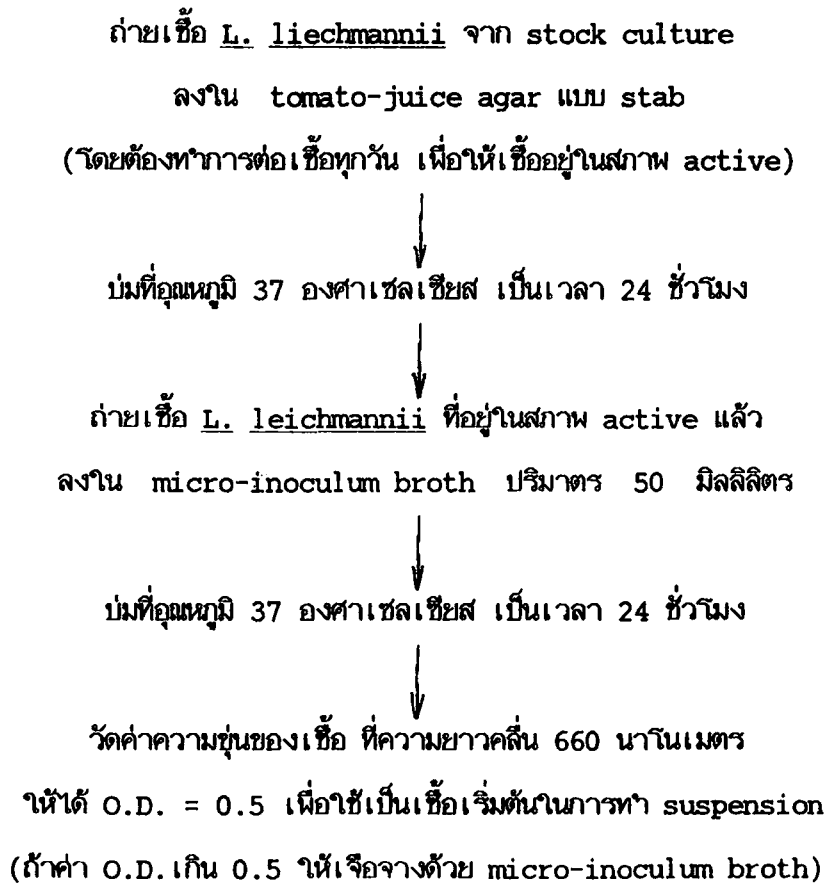 ถ่ายเชื้อ L. liechmannii จาก stock culture
ลงใน tomato-juice agar แบบ stab
(โดยต้องทำการต่อเชื้อทุกวัน เพื่อให้เชื้ออยู่ในสภาพ active)
บ่มที่อุณหภูมิ 37 องศาเซลเซียส เป็นเวลา 24 ชั่วโมง
ถ่ายเชื้อ L. leichmannii ที่อยู่ในสภาพ active แล้ว
ลงใน micro-inoculum broth ปริมาตร 50 มิลลิลิตร
บ่มที่อุณหภูมิ 37 องศาเซลเซียส เป็นเวลา 24 ชั่วโมง
วัดค่าความขุ่นของเชื้อ ที่ความยาวคลื่น 660 นาโนเมตร
ให้ได้ O.D. = 0.5 เพื่อใช้เป็นเชื้อเริ่มต้นในการทำ suspension
(ถ้าค่า O.D. เกิน 0.5 ให้เจือจางด้วย micro-inoculum broth)